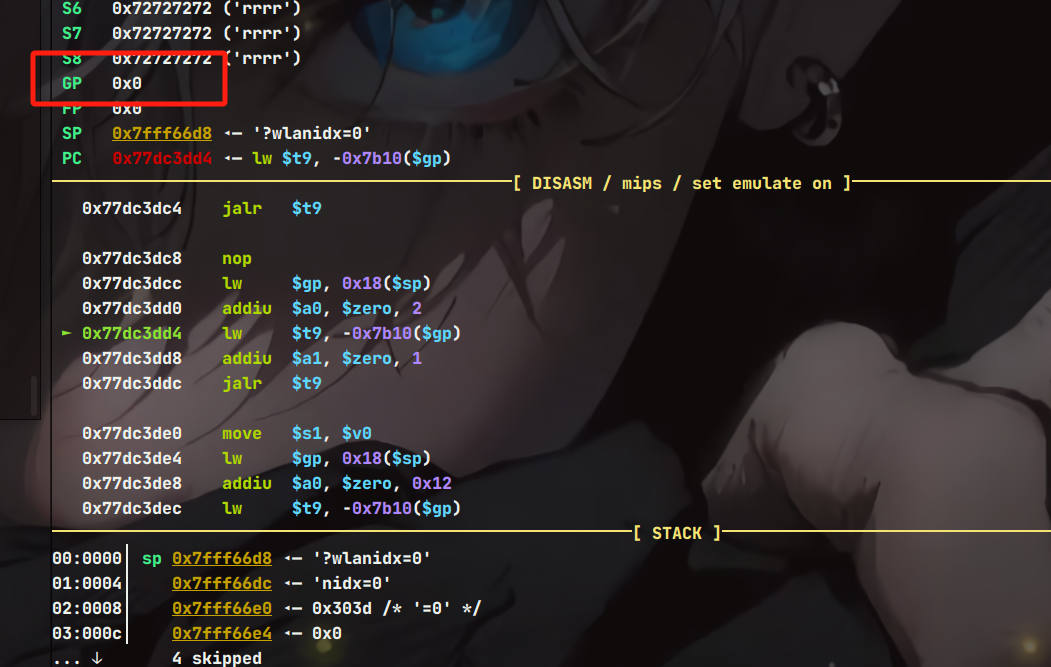 S6 0x72727272 ('rrrr')
S7 0x72727272 ('rrrr')
S8 0x72727272 ('rrrr')
GP 0x0
FP 0x0
SP 0x7fff66d8 ◂— '?wlanidx=0'
PC 0x77dc3dd4 ◂— lw $t9, -0x7b10($gp)
[ DISASM / mips / set emulate on ]
0x77dc3dc4 jalr $t9
0x77dc3dc8 nop
0x77dc3dcc lw $gp, 0x18($sp)
0x77dc3dd0 addiu $a0, $zero, 2
► 0x77dc3dd4 lw $t9, -0x7b10($gp)
0x77dc3dd8 addiu $a1, $zero, 1
0x77dc3ddc jalr $t9
0x77dc3de0 move $s1, $v0
0x77dc3de4 lw $gp, 0x18($sp)
0x77dc3de8 addiu $a0, $zero, 0x12
0x77dc3dec lw $t9, -0x7b10($gp)
[ STACK ]
00:0000│ sp 0x7fff66d8 ◂— '?wlanidx=0'
01:0004│ 0x7fff66dc ◂— 'nidx=0'
02:0008│ 0x7fff66e0 ◂— 0x303d /* '=0' */
03:000c│ 0x7fff66e4 ◂— 0x0
... ↓ 4 skipped